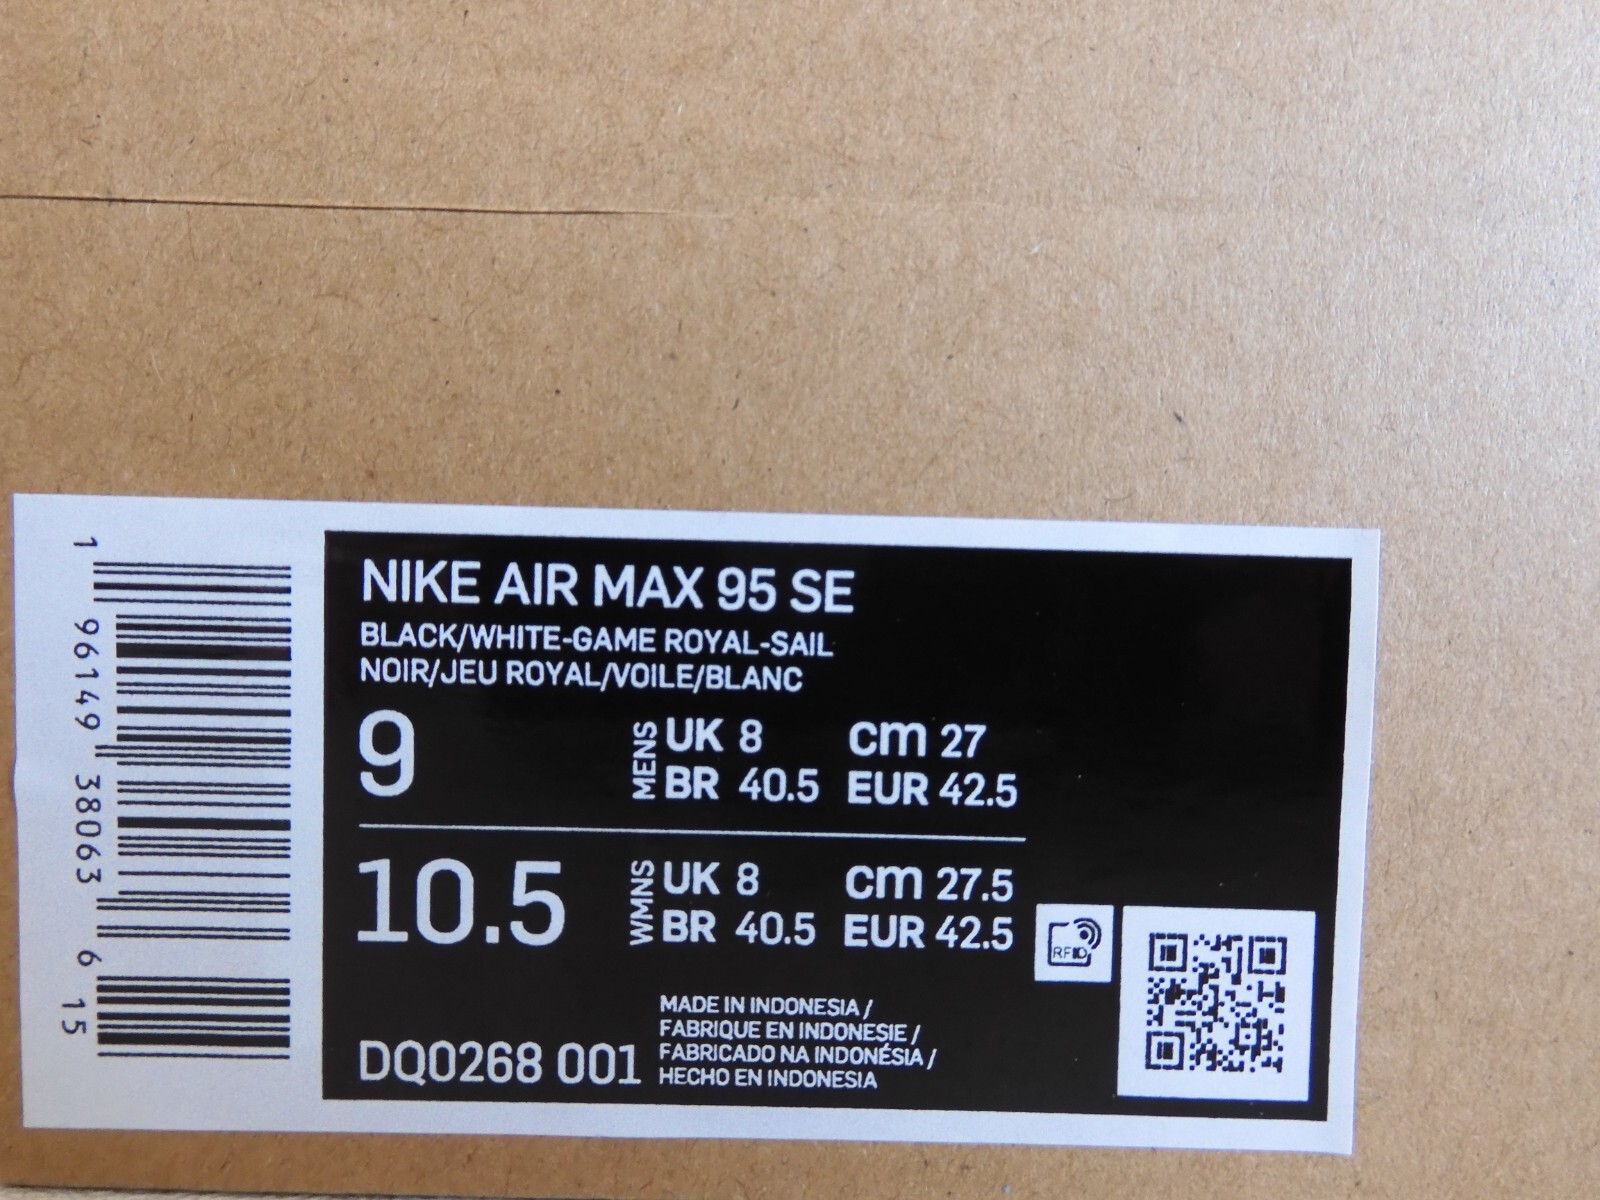 NIKE AIR MAX 95 SE
BLACK/WHITE-GAME ROYAL-SAIL
NOIR/JEU ROYAL/VOILE/BLANC
9
MENS
UK 8 cm 27
BR 40.5 EUR 42.5
10.5
WMNS
UK 8 cm 27.5
BR 40.5 EUR 42.5
RFID
DQ0268 001
MADE IN INDONESIA /
FABRIQUE EN INDONESIE /
FABRICADO NA INDONÉSIA /
HECHO EN INDONESIA
1 96149 38063 6 15